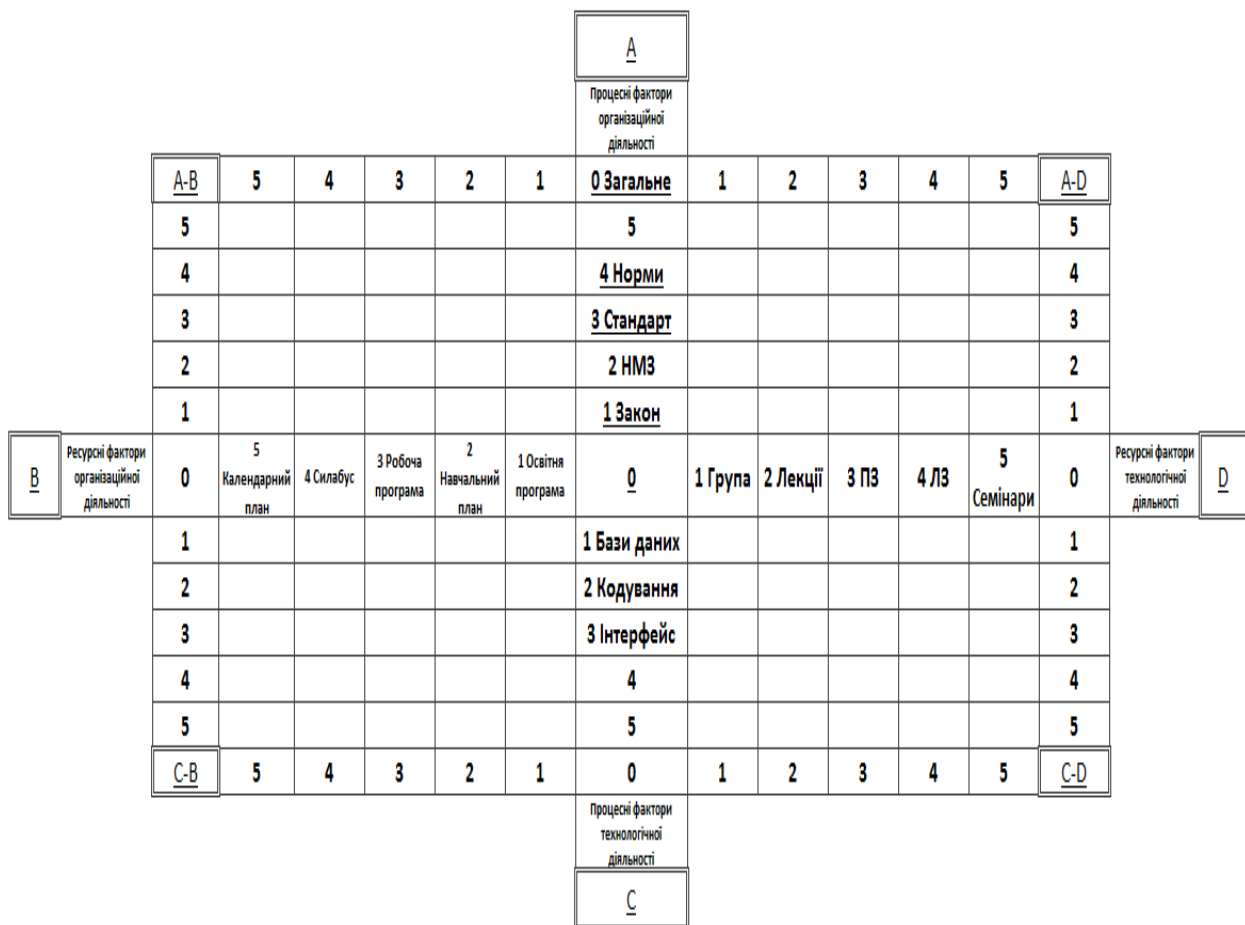 A
Процесні фактори
організаційної
діяльності
A-B 5 4 3 2 1 0 Загальне 1 2 3 4 5 A-D
5 5 5
4 4 Норми 4
3 3 Стандарт 3
2 2 НМЗ 2
1 1 Закон 1
B
Ресурсні фактори
організаційної
діяльності
0
5
Календарний
план
4 Силабус
3 Робоча
програма
2
Навчальний
план
1 Освітня
програма
0
1 Група
2 Лекції
3 ПЗ
4 ЛЗ
5
Семінари
0
Ресурсні фактори
технологічної
діяльності
D
1 1 Бази даних 1
2 2 Кодування 2
3 3 Інтерфейс 3
4 4 4
5 5 5
C-B 5 4 3 2 1 0 1 2 3 4 5 C-D
Процесні фактори
технологічної
діяльності
C